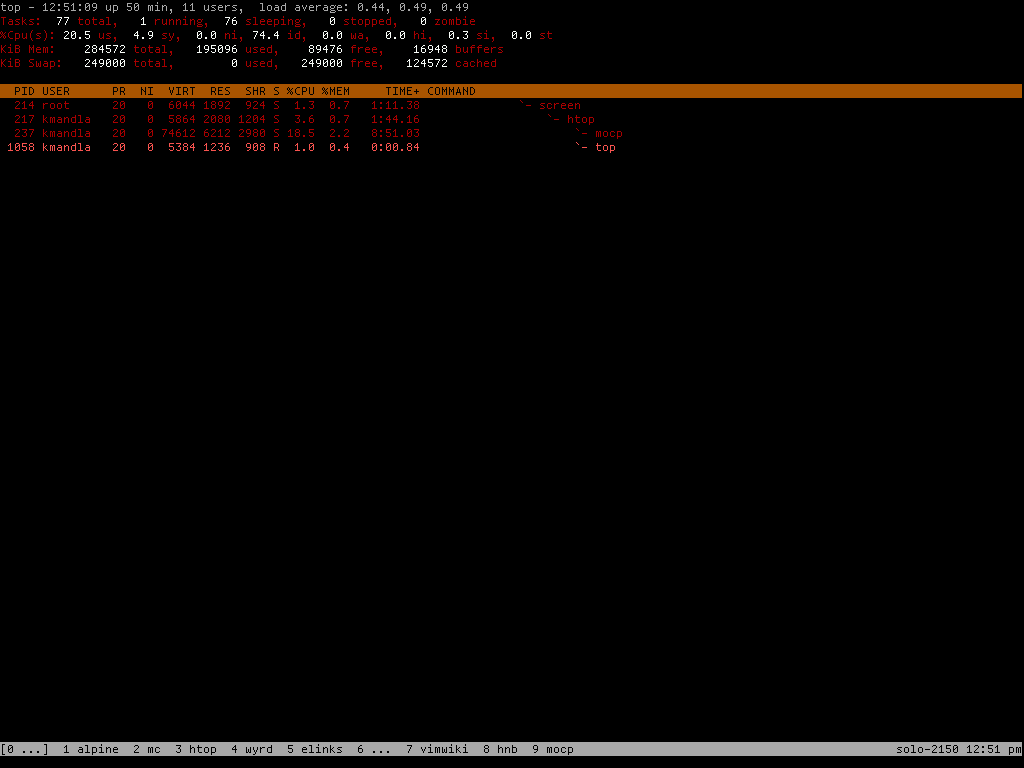 top - 12:51:09 up 50 min, 11 users,  load average: 0.44, 0.49, 0.49
Tasks:  77 total,   1 running,  76 sleeping,   0 stopped,   0 zombie
%Cpu(s): 20.5 us,  4.9 sy,  0.0 ni, 74.4 id,  0.0 wa,  0.0 hi,  0.3 si,  0.0 st
KiB Mem:    284572 total,   195096 used,    89476 free,    16948 buffers
KiB Swap:   249000 total,        0 used,   249000 free,   124572 cached
  PID USER      PR  NI  VIRT  RES  SHR S %CPU %MEM     TIME+ COMMAND
  214 root      20   0  6044 1892  924 S  1.3  0.7   1:11.38              `- screen
  217 kmandla   20   0  5864 2080 1204 S  3.6  0.7   1:44.16                  `- htop
  237 kmandla   20   0 74612 6212 2980 S 18.5  2.2   8:51.03                      `- mocp
 1058 kmandla   20   0  5384 1236  908 R  1.0  0.4   0:00.84                      `- top
[0 ...]  1 alpine  2 mc  3 htop  4 wyrd  5 elinks  6 ...  7 vimwiki  8 hnb  9 mocp solo-2150 12:51 pm